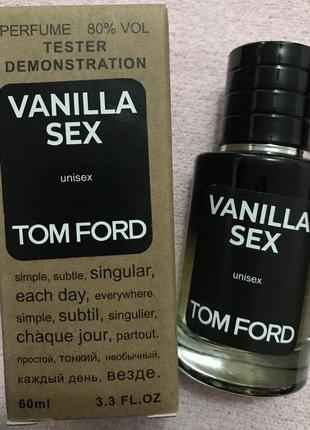 PERFUME 80% VOL
TESTER
DEMONSTRATION
VANILLA
SEX
unisex
TOM FORD
simple, subtle, singular,
each day, everywhere.
simple, subtil, singulier,
chaque jour, partout.
простой, тонкий, необычный,
каждый день, везде.
60ml 3.3 FL.OZ
VANILLA
SEX
unisex
TOM FORD